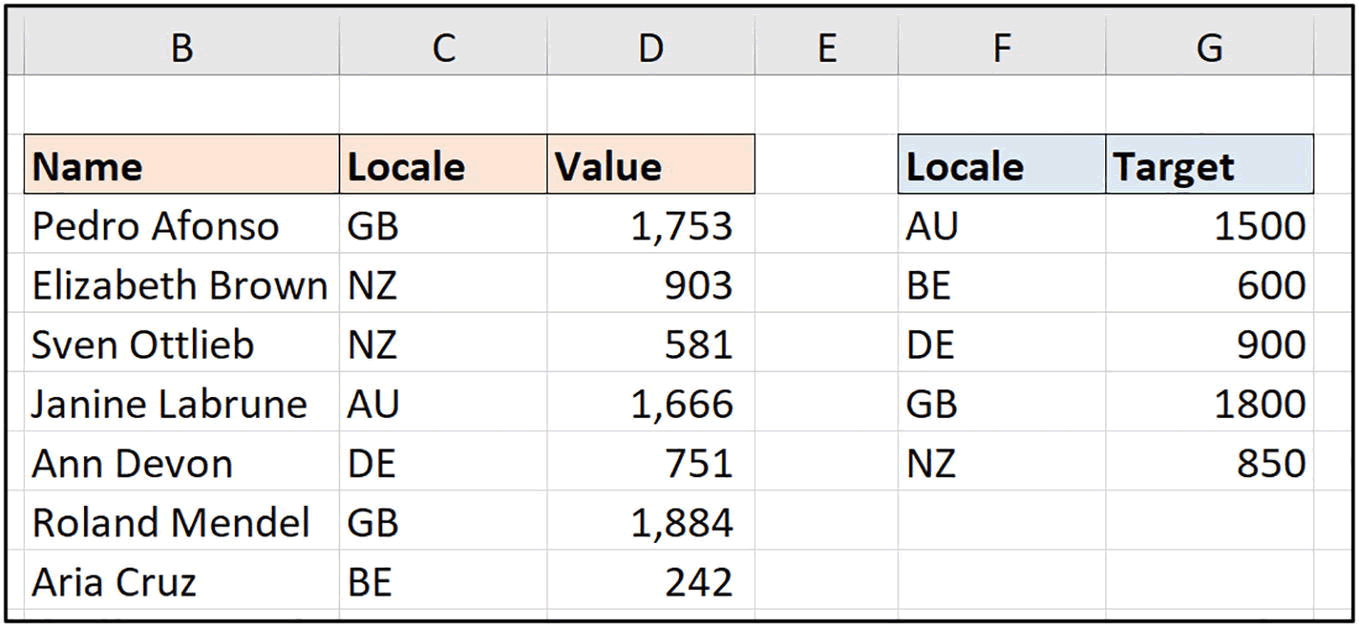 B C D E F G
Name Locale Value Locale Target
Pedro Afonso GB 1,753 AU 1500
Elizabeth Brown NZ 903 BE 600
Sven Ottlieb NZ 581 DE 900
Janine Labrune AU 1,666 GB 1800
Ann Devon DE 751 NZ 850
Roland Mendel GB 1,884
Aria Cruz BE 242